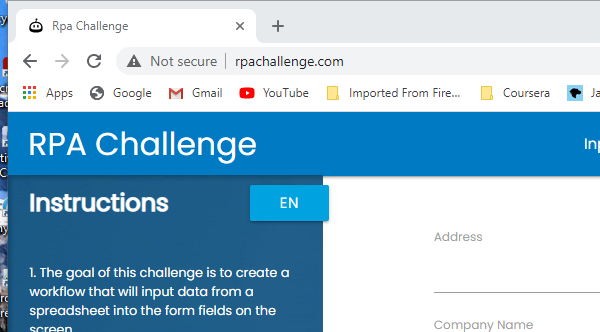 Rpa Challenge
Not secure | rpachallenge.com
Apps Google Gmail YouTube Imported From Fire... Coursera
RPA Challenge
Instructions
EN
1. The goal of this challenge is to create a
workflow that will input data from a
spreadsheet into the form fields on the
screen
Address
Company Name